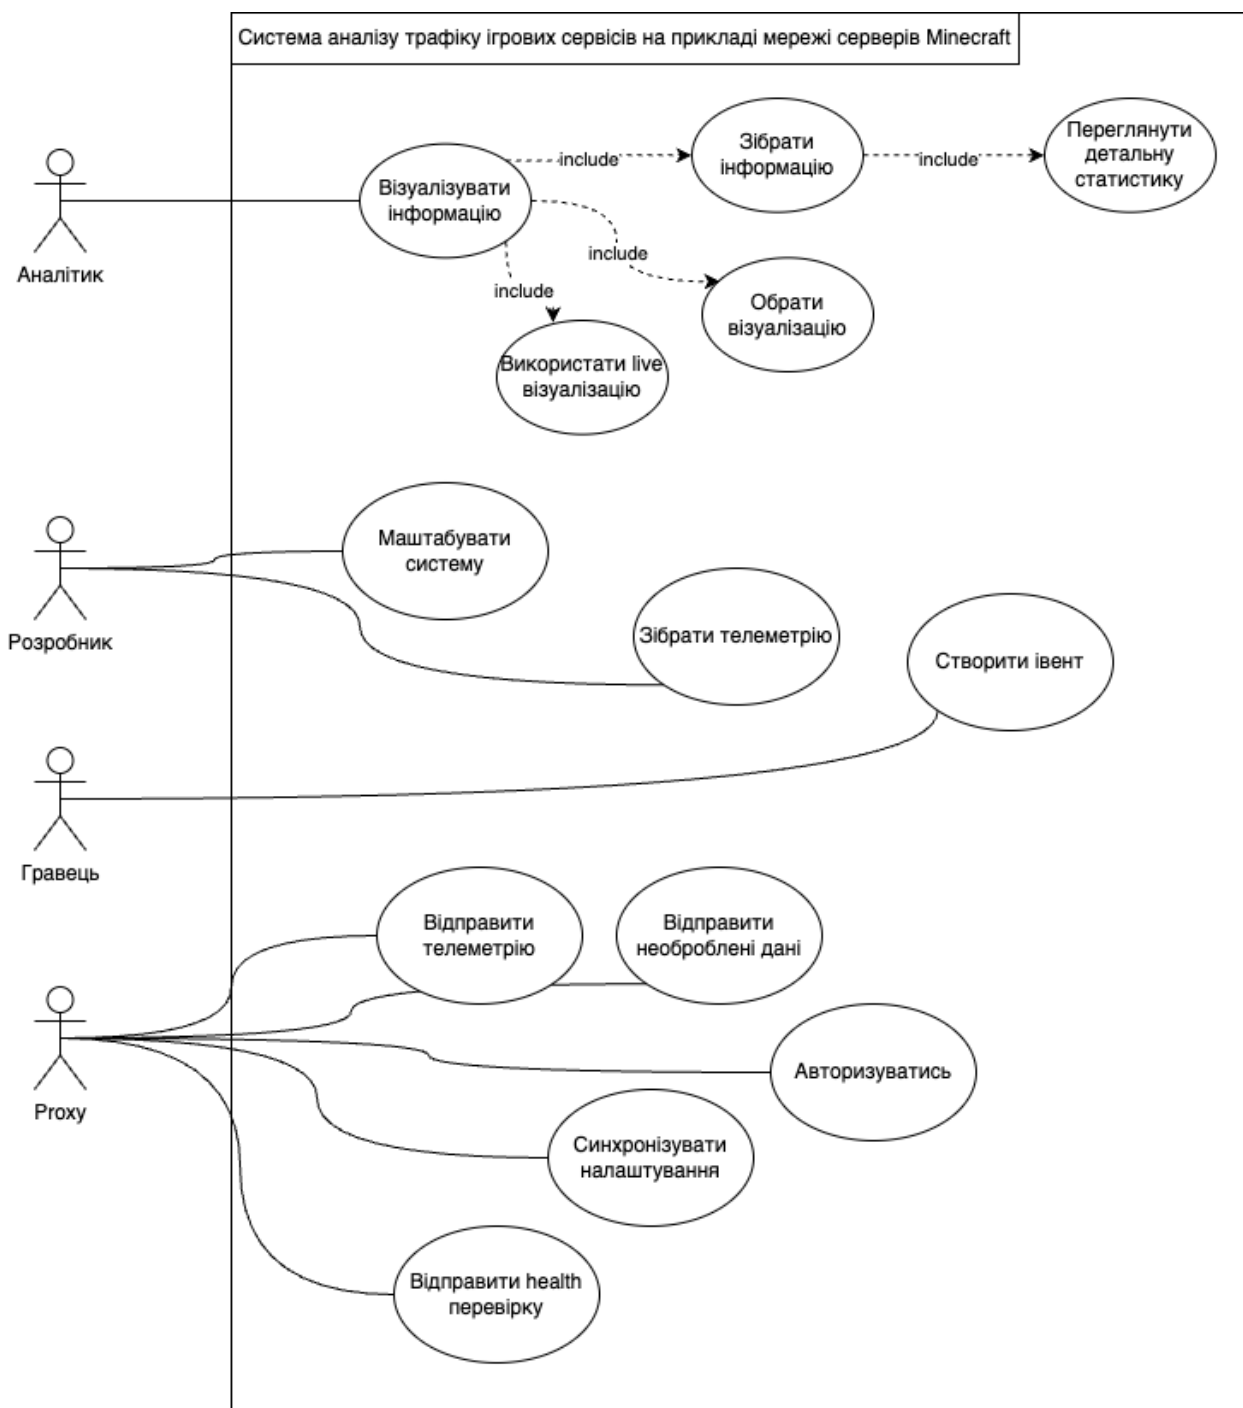 Система аналізу трафіку ігрових сервісів на прикладі мережі серверів Minecraft
Аналітик
Візуалізувати
інформацію
include
Зібрати
інформацію
include
Переглянути
детальну
статистику
include
Обрати
візуалізацію
include
Використати live
візуалізацію
Розробник
Маштабувати
систему
Зібрати телеметрію
Створити івент
Гравець
Відправити
телеметрію
Відправити
необроблені дані
Proxy
Авторизуватись
Синхронізувати
налаштування
Відправити health
перевірку